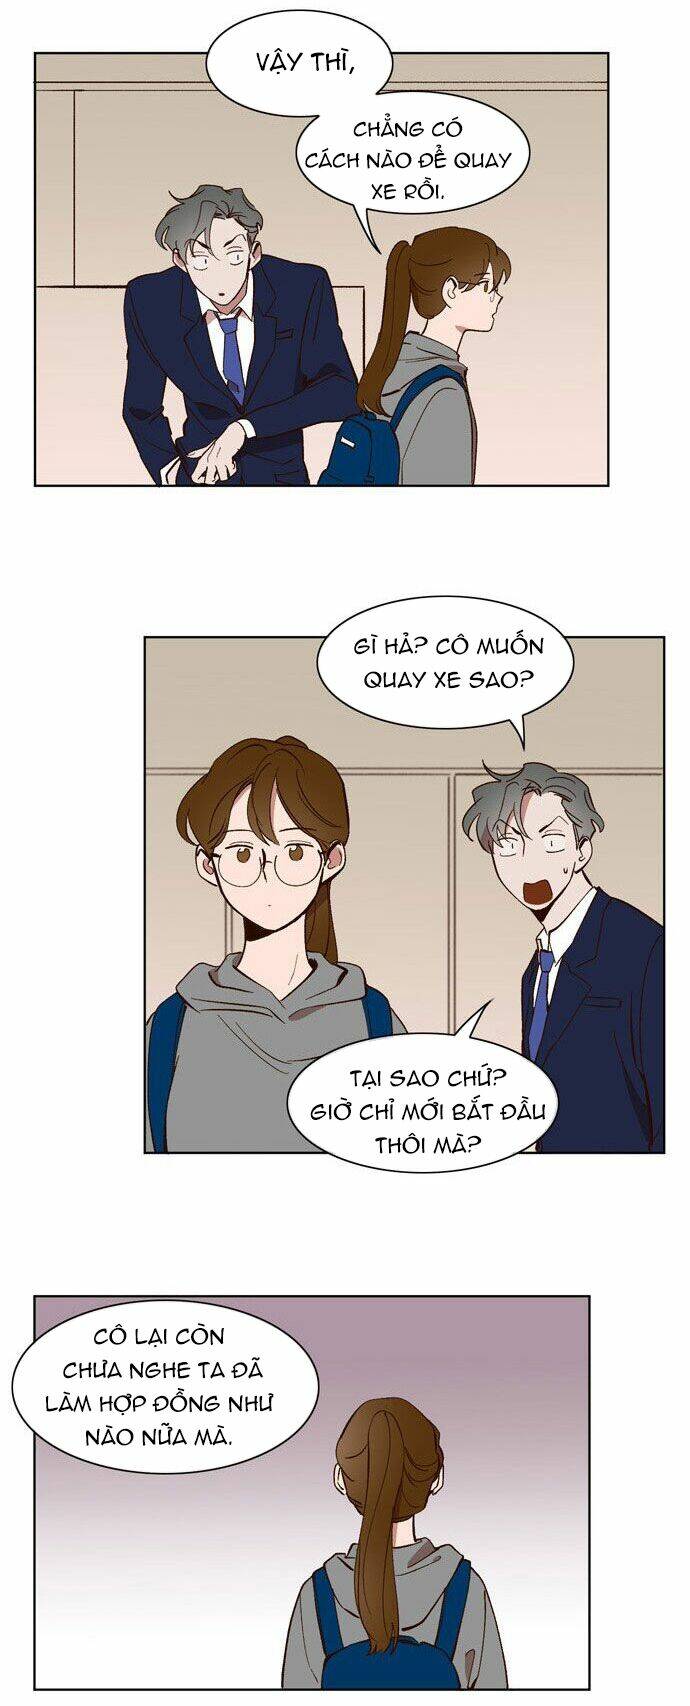 VẬY THÌ,
CHẲNG CÓ
CÁCH NÀO ĐỂ QUAY
XE RỒI.
GÌ HẢ? CÔ MUỐN
QUAY XE SAO?
TẠI SAO CHỨ?
GIỜ CHỈ MỚI BẮT ĐẦU
THÔI MÀ?
CÔ LẠI CÒN
CHƯA NGHE TA ĐÃ
LÀM HỢP ĐỒNG NHƯ
NÀO NỮA MÀ.